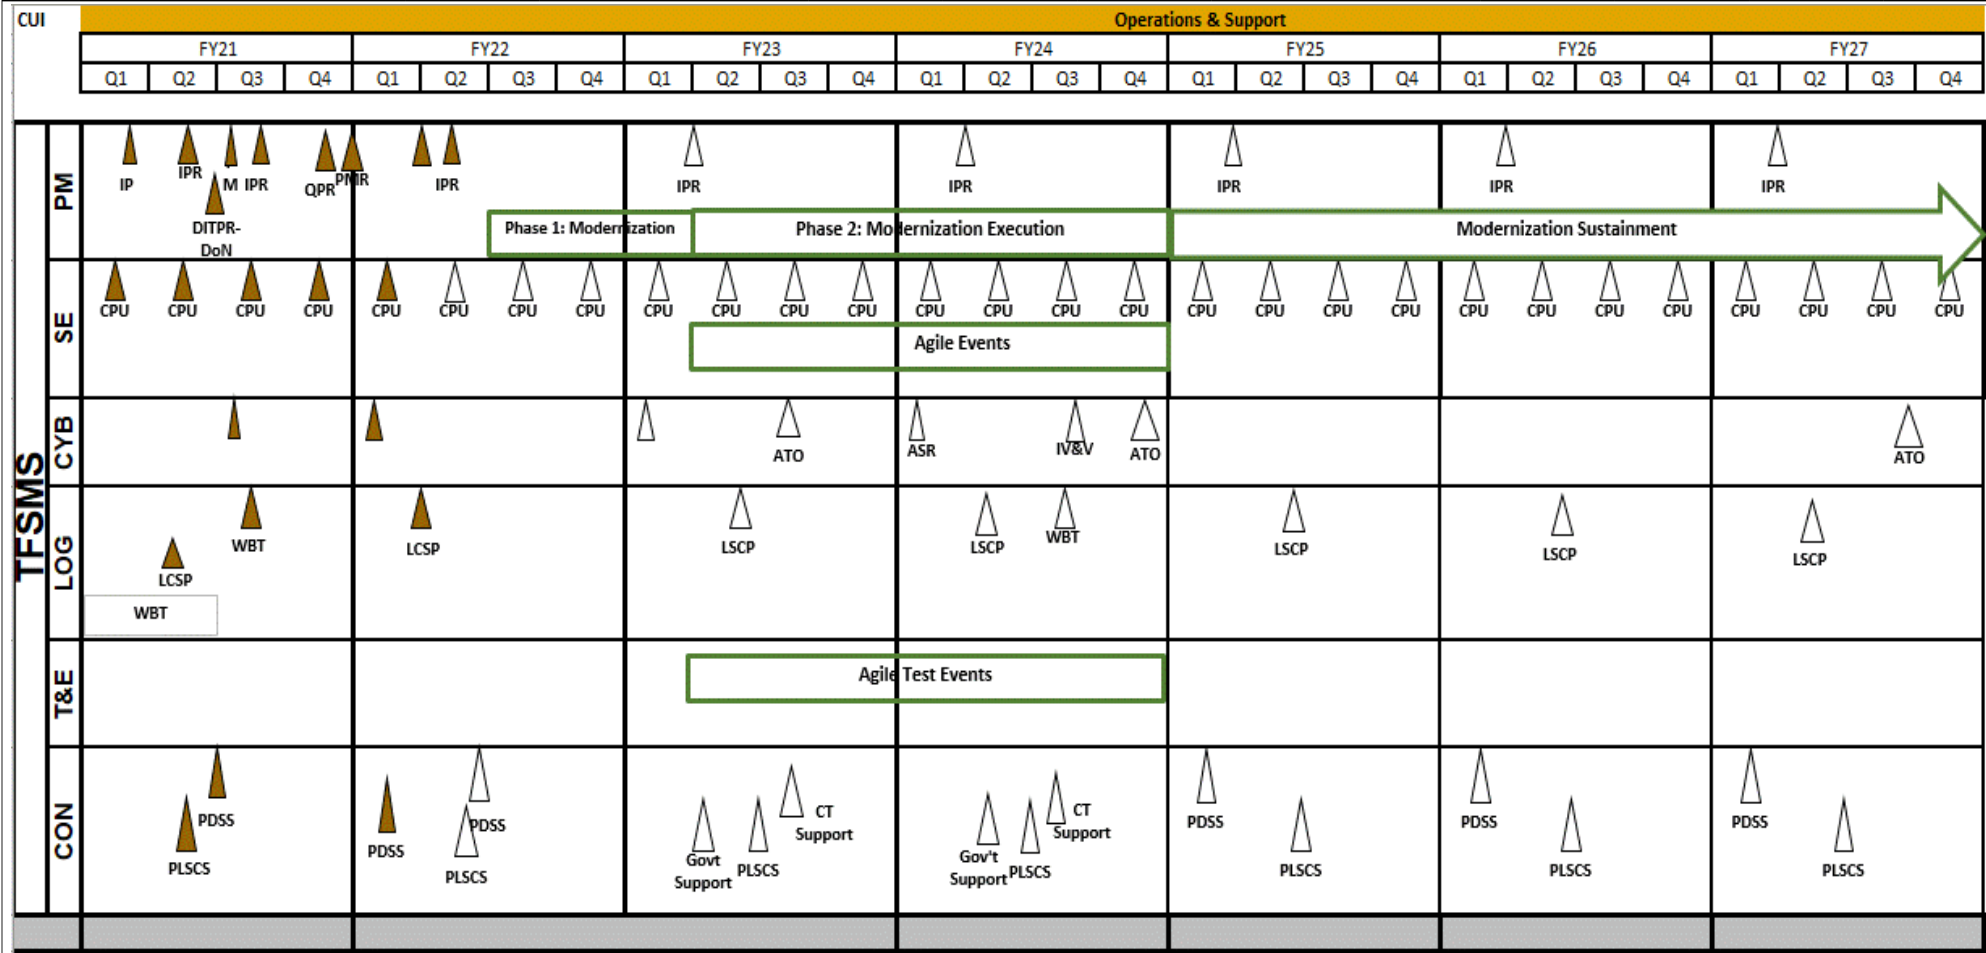 CUI
Operations & Support
FY21 FY22 FY23 FY24 FY25 FY26 FY27
Q1 Q2 Q3 Q4 Q1 Q2 Q3 Q4 Q1 Q2 Q3 Q4 Q1 Q2 Q3 Q4 Q1 Q2 Q3 Q4 Q1 Q2 Q3 Q4 Q1 Q2 Q3 Q4
TFSMS
PM
IP IPR M IPR QPR PMR IPR IPR IPR IPR IPR IPR
DITPR-
DoN
Phase 1: Modernization Phase 2: Modernization Execution Modernization Sustainment
SE
CPU CPU CPU CPU CPU CPU CPU CPU CPU CPU CPU CPU CPU CPU CPU CPU CPU CPU CPU CPU CPU CPU CPU CPU CPU CPU CPU CPU
Agile Events
CYB
ATO ASR IV&V ATO ATO
LOG
WBT LCSP LSCP LSCP WBT LSCP LSCP LSCP
LCSP
WBT
T&E
Agile Test Events
CON
PDSS PDSS CT
Support CT
Support PDSS PDSS PDSS
PLSCS PDSS PLSCS Govt
Support PLSCS Gov't
Support PLSCS PLSCS PLSCS PLSCS